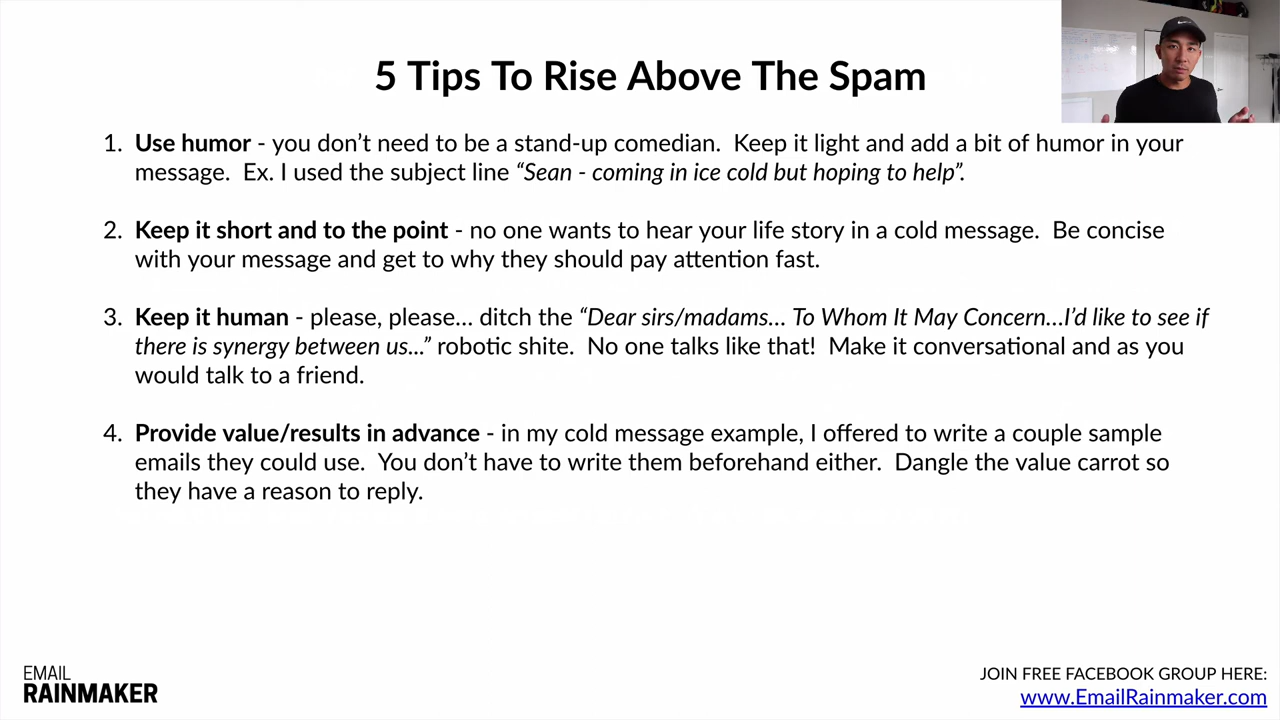 5 Tips To Rise Above The Spam
1. Use humor - you don’t need to be a stand-up comedian.  Keep it light and add a bit of humor in your
message.  Ex. I used the subject line “Sean - coming in ice cold but hoping to help”.
2. Keep it short and to the point - no one wants to hear your life story in a cold message.  Be concise
with your message and get to why they should pay attention fast.
3. Keep it human - please, please... ditch the “Dear sirs/madams... To Whom It May Concern...I’d like to see if
there is synergy between us...” robotic shite.  No one talks like that!  Make it conversational and as you
would talk to a friend.
4. Provide value/results in advance - in my cold message example, I offered to write a couple sample
emails they could use.  You don’t have to write them beforehand either.  Dangle the value carrot so
they have a reason to reply.
EMAIL
RAINMAKER
JOIN FREE FACEBOOK GROUP HERE:
www.EmailRainmaker.com